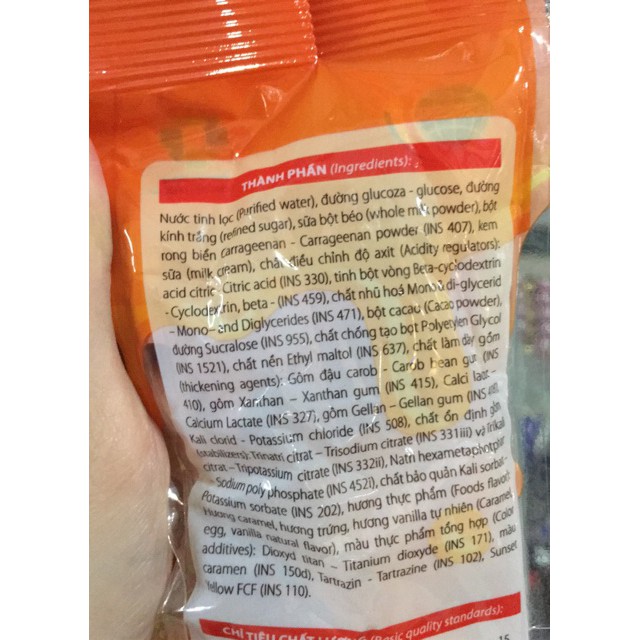 THÀNH PHẦN (Ingredients):
Nước tinh lọc (Purified water), đường glucoza - glucose, đường
kính trắng (refined sugar), sữa bột béo (whole milk powder), bột
rong biển carrageenan - Carrageenan powder (INS 407), kem
sữa (milk cream), chất điều chỉnh độ axit (Acidity regulators):
acid citric - Citric acid (INS 330), tinh bột vòng Beta-cyclodextrin
- Cyclodextrin, beta - (INS 459), chất nhũ hoá Mono & di-glycerid
- Mono- and Diglycerides (INS 471), bột cacau (Cacao powder),
đường Sucralose (INS 955), chất chống tạo bọt Polyetylen Glycol
(INS 1521), chất nền Ethyl maltol (INS 637), chất làm dày gồm
(thickening agents): Gôm đậu carob - Carob bean gum (INS
410), gôm Xanthan - Xanthan gum (INS 415), Calci lactat -
Calcium Lactate (INS 327), gôm Gellan - Gellan gum (INS 418),
Kali clorid - Potassium chloride (INS 508), chất ổn định gồm
(stabilizers): Trinatri citrat - Trisodium citrate (INS 331iii) và Trikali
citrat - Tripotassium citrate (INS 332ii), Natri hexametaphotphat
- Sodium poly phosphate (INS 452i), chất bảo quản Kali sorbat -
Potassium sorbate (INS 202), hương thực phẩm (Foods flavor):
Hương caramel, hương trứng, hương vanilla tự nhiên (Caramel,
egg, vanilla natural flavor), màu thực phẩm tổng hợp (Color
additives): Dioxyd titan - Titanium dioxyde (INS 171), màu
caramen (INS 150d), Tartrazin - Tartrazine (INS 102), Sunset
Yellow FCF (INS 110).
CHỈ TIÊU CHẤT LƯỢNG (Basic quality standards):
15